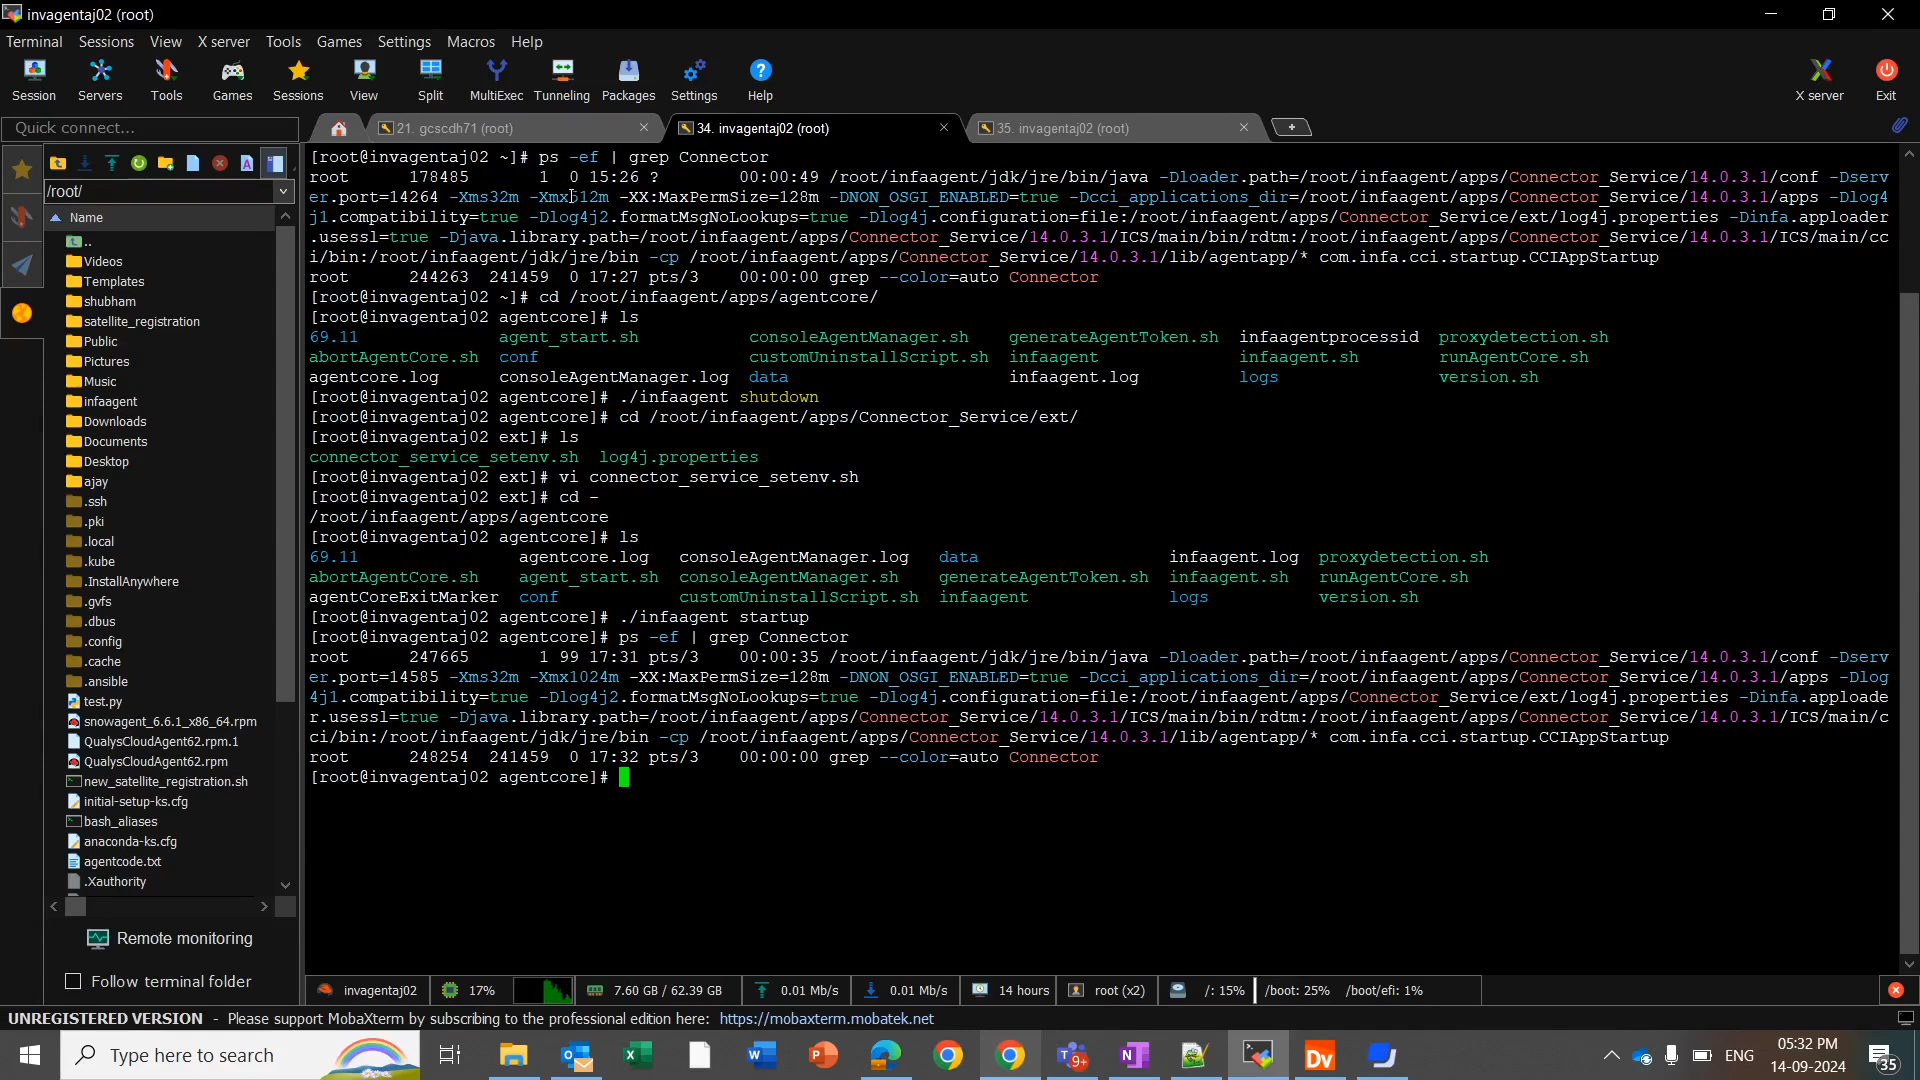 invagentaj02 (root)
Terminal Sessions View X server Tools Games Settings Macros Help
Session Servers Tools Games Sessions View Split MultiExec Tunneling Packages Settings Help X server Exit
Quick connect...
21. gcscdh71 (root) 34. invagentaj02 (root) 35. invagentaj02 (root)
/root/
Name
..
Videos
Templates
shubham
satellite_registration
Public
Pictures
Music
infaagent
Downloads
Documents
Desktop
ajay
.ssh
.pki
.local
.kube
.InstallAnywhere
.gvfs
.dbus
.config
.cache
.ansible
test.py
snowagent_6.6.1_x86_64.rpm
QualysCloudAgent62.rpm.1
QualysCloudAgent62.rpm
new_satellite_registration.sh
initial-setup-ks.cfg
bash_aliases
anaconda-ks.cfg
agentcode.txt
.Xauthority
Remote monitoring
Follow terminal folder
[root@invagentaj02 ~]# ps -ef | grep Connector
root 178485 1 0 15:26 ? 00:00:49 /root/infaagent/jdk/jre/bin/java -Dloader.path=/root/infaagent/apps/Connector_Service/14.0.3.1/conf -Dserv
er.port=14264 -Xms32m -Xmx512m -XX:MaxPermSize=128m -DNON_OSGI_ENABLED=true -Dcci_applications_dir=/root/infaagent/apps/Connector_Service/14.0.3.1/apps -Dlog4
j1.compatibility=true -Dlog4j2.formatMsgNoLookups=true -Dlog4j.configuration=file:/root/infaagent/apps/Connector_Service/ext/log4j.properties -Dinfa.apploader
.usessl=true -Djava.library.path=/root/infaagent/apps/Connector_Service/14.0.3.1/ICS/main/bin/rdtm:/root/infaagent/apps/Connector_Service/14.0.3.1/ICS/main/cc
i/bin:/root/infaagent/jdk/jre/bin -cp /root/infaagent/apps/Connector_Service/14.0.3.1/lib/agentapp/* com.infa.cci.startup.CCIAppStartup
root 244263 241459 0 17:27 pts/3 00:00:00 grep --color=auto Connector
[root@invagentaj02 ~]# cd /root/infaagent/apps/agentcore/
[root@invagentaj02 agentcore]# ls
69.11 agent_start.sh consoleAgentManager.sh generateAgentToken.sh infaagentprocessid proxydetection.sh
abortAgentCore.sh conf customUninstallScript.sh infaagent infaagent.sh runAgentCore.sh
agentcore.log consoleAgentManager.log data infaagent.log logs version.sh
[root@invagentaj02 agentcore]# ./infaagent shutdown
[root@invagentaj02 agentcore]# cd /root/infaagent/apps/Connector_Service/ext/
[root@invagentaj02 ext]# ls
connector_service_setenv.sh log4j.properties
[root@invagentaj02 ext]# vi connector_service_setenv.sh
[root@invagentaj02 ext]# cd -
/root/infaagent/apps/agentcore
[root@invagentaj02 agentcore]# ls
69.11 agentcore.log consoleAgentManager.log data infaagent.log proxydetection.sh
abortAgentCore.sh agent_start.sh consoleAgentManager.sh generateAgentToken.sh infaagent.sh runAgentCore.sh
agentCoreExitMarker conf customUninstallScript.sh infaagent logs version.sh
[root@invagentaj02 agentcore]# ./infaagent startup
[root@invagentaj02 agentcore]# ps -ef | grep Connector
root 247665 1 99 17:31 pts/3 00:00:35 /root/infaagent/jdk/jre/bin/java -Dloader.path=/root/infaagent/apps/Connector_Service/14.0.3.1/conf -Dserv
er.port=14585 -Xms32m -Xmx1024m -XX:MaxPermSize=128m -DNON_OSGI_ENABLED=true -Dcci_applications_dir=/root/infaagent/apps/Connector_Service/14.0.3.1/apps -Dlog
4j1.compatibility=true -Dlog4j2.formatMsgNoLookups=true -Dlog4j.configuration=file:/root/infaagent/apps/Connector_Service/ext/log4j.properties -Dinfa.apploade
r.usessl=true -Djava.library.path=/root/infaagent/apps/Connector_Service/14.0.3.1/ICS/main/bin/rdtm:/root/infaagent/apps/Connector_Service/14.0.3.1/ICS/main/c
ci/bin:/root/infaagent/jdk/jre/bin -cp /root/infaagent/apps/Connector_Service/14.0.3.1/lib/agentapp/* com.infa.cci.startup.CCIAppStartup
root 248254 241459 0 17:32 pts/3 00:00:00 grep --color=auto Connector
[root@invagentaj02 agentcore]#
invagentaj02 17% 7.60 GB / 62.39 GB 0.01 Mb/s 0.01 Mb/s 14 hours root (x2) /: 15% /boot: 25% /boot/efi: 1%
UNREGISTERED VERSION - Please support MobaXterm by subscribing to the professional edition here: https://mobaxterm.mobatek.net
Type here to search
9+
Dv
ENG
05:32 PM
14-09-2024
35